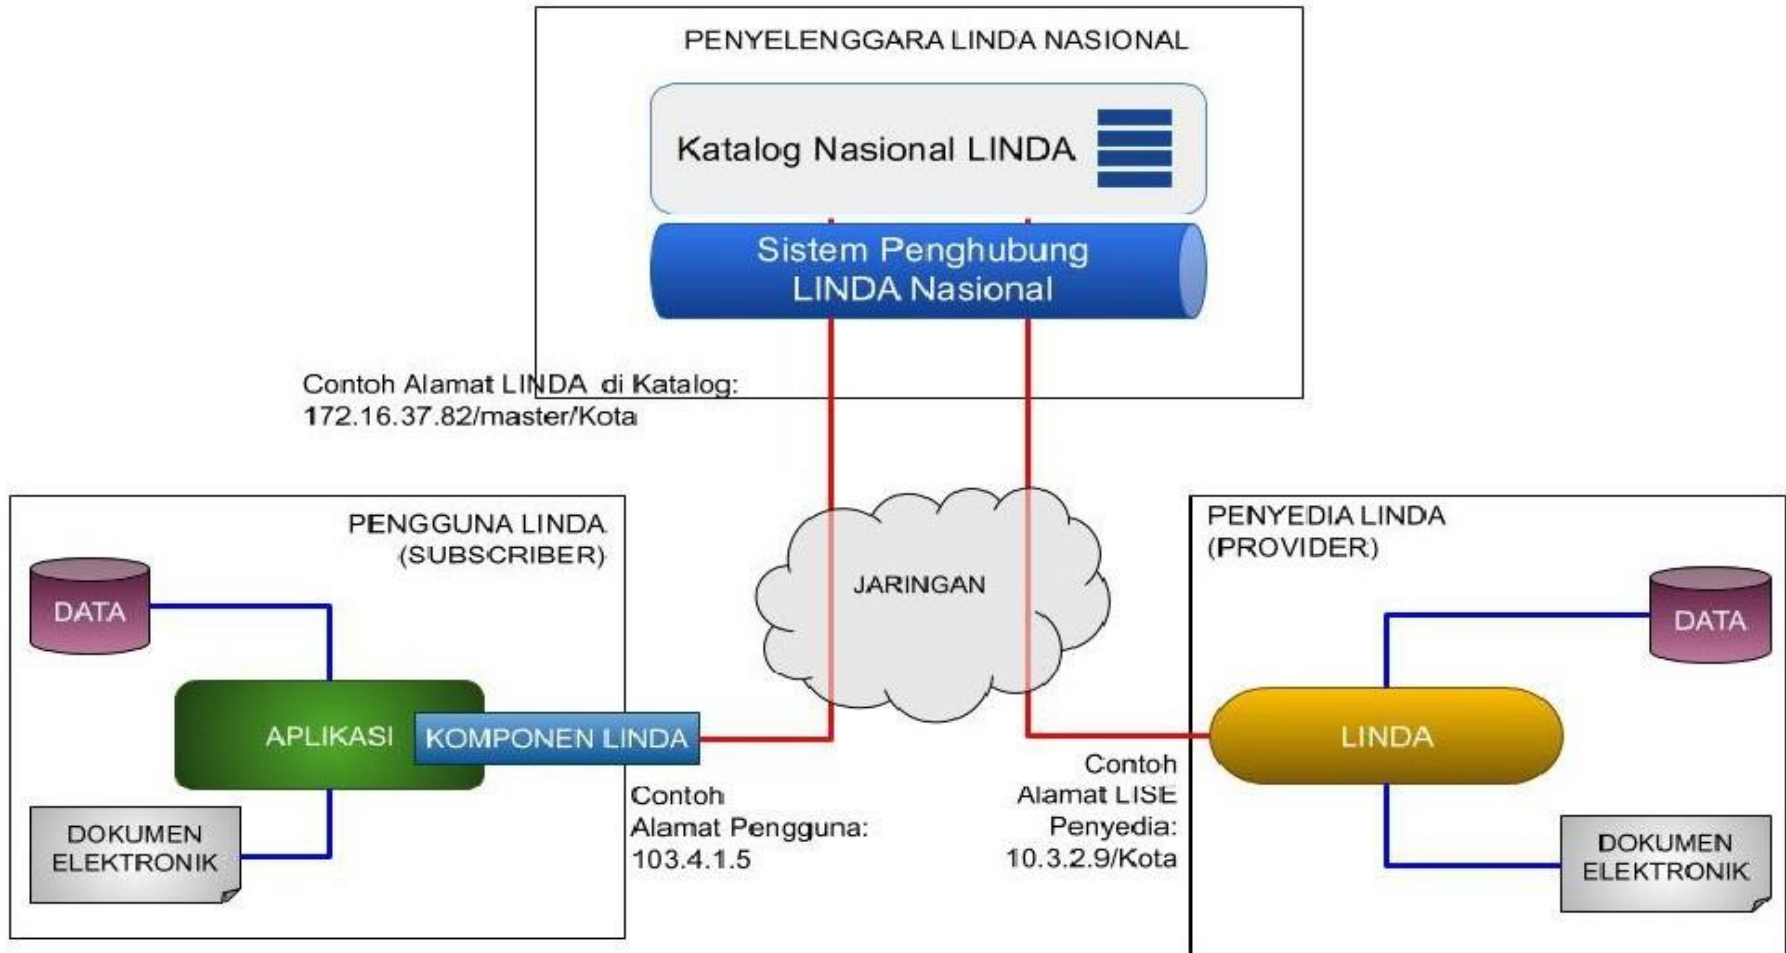 PENYELENGGARA LINDA NASIONAL
Katalog Nasional LINDA
Sistem Penghubung
LINDA Nasional
Contoh Alamat LINDA di Katalog:
172.16.37.82/master/Kota
PENGGUNA LINDA
(SUBSCRIBER)
DATA
APLIKASI
KOMPONEN LINDA
DOKUMEN
ELEKTRONIK
Contoh
Alamat Pengguna:
103.4.1.5
JARINGAN
Contoh
Alamat LISE
Penyedia:
10.3.2.9/Kota
PENYEDIA LINDA
(PROVIDER)
DATA
LINDA
DOKUMEN
ELEKTRONIK